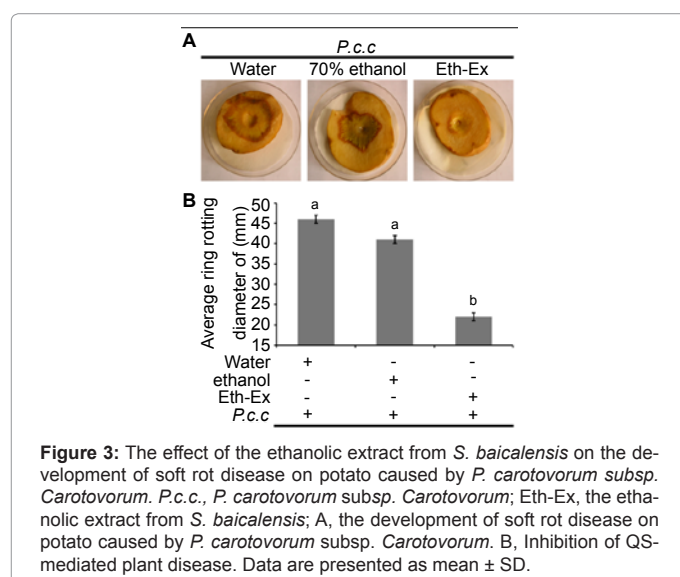 A
P.c.c
Water 70% ethanol Eth-Ex
B
Average ring rotting
diameter of (mm)
50
45
40
35
30
25
20
15
a
a
b
Water + - -
ethanol - + -
Eth-Ex - - +
P.c.c + + +
Figure 3: The effect of the ethanolic extract from S. baicalensis on the de-
velopment of soft rot disease on potato caused by P. carotovorum subsp.
Carotovorum. P.c.c., P. carotovorum subsp. Carotovorum; Eth-Ex, the etha-
nolic extract from S. baicalensis; A, the development of soft rot disease on
potato caused by P. carotovorum subsp. Carotovorum. B, Inhibition of QS-
mediated plant disease. Data are presented as mean ± SD.